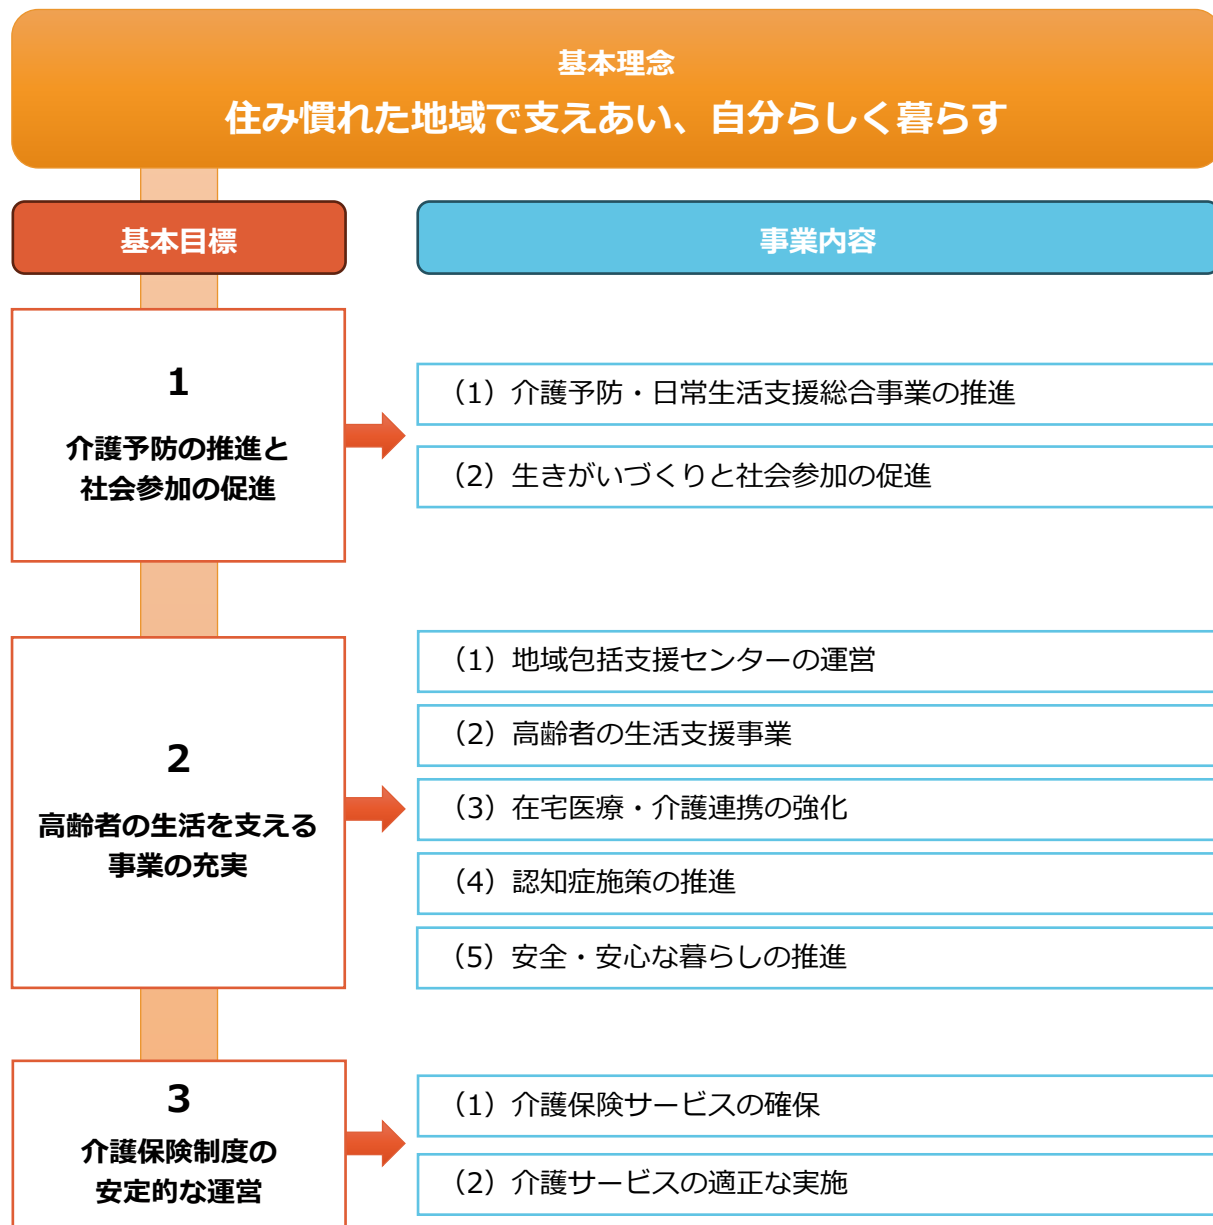 基本理念
住み慣れた地域で支えあい、自分らしく暮らす
基本目標
事業内容
1
介護予防の推進と
社会参加の促進
（1）介護予防・日常生活支援総合事業の推進
（2）生きがいづくりと社会参加の促進
2
高齢者の生活を支える
事業の充実
（1）地域包括支援センターの運営
（2）高齢者の生活支援事業
（3）在宅医療・介護連携の強化
（4）認知症施策の推進
（5）安全・安心な暮らしの推進
3
介護保険制度の
安定的な運営
（1）介護保険サービスの確保
（2）介護サービスの適正な実施